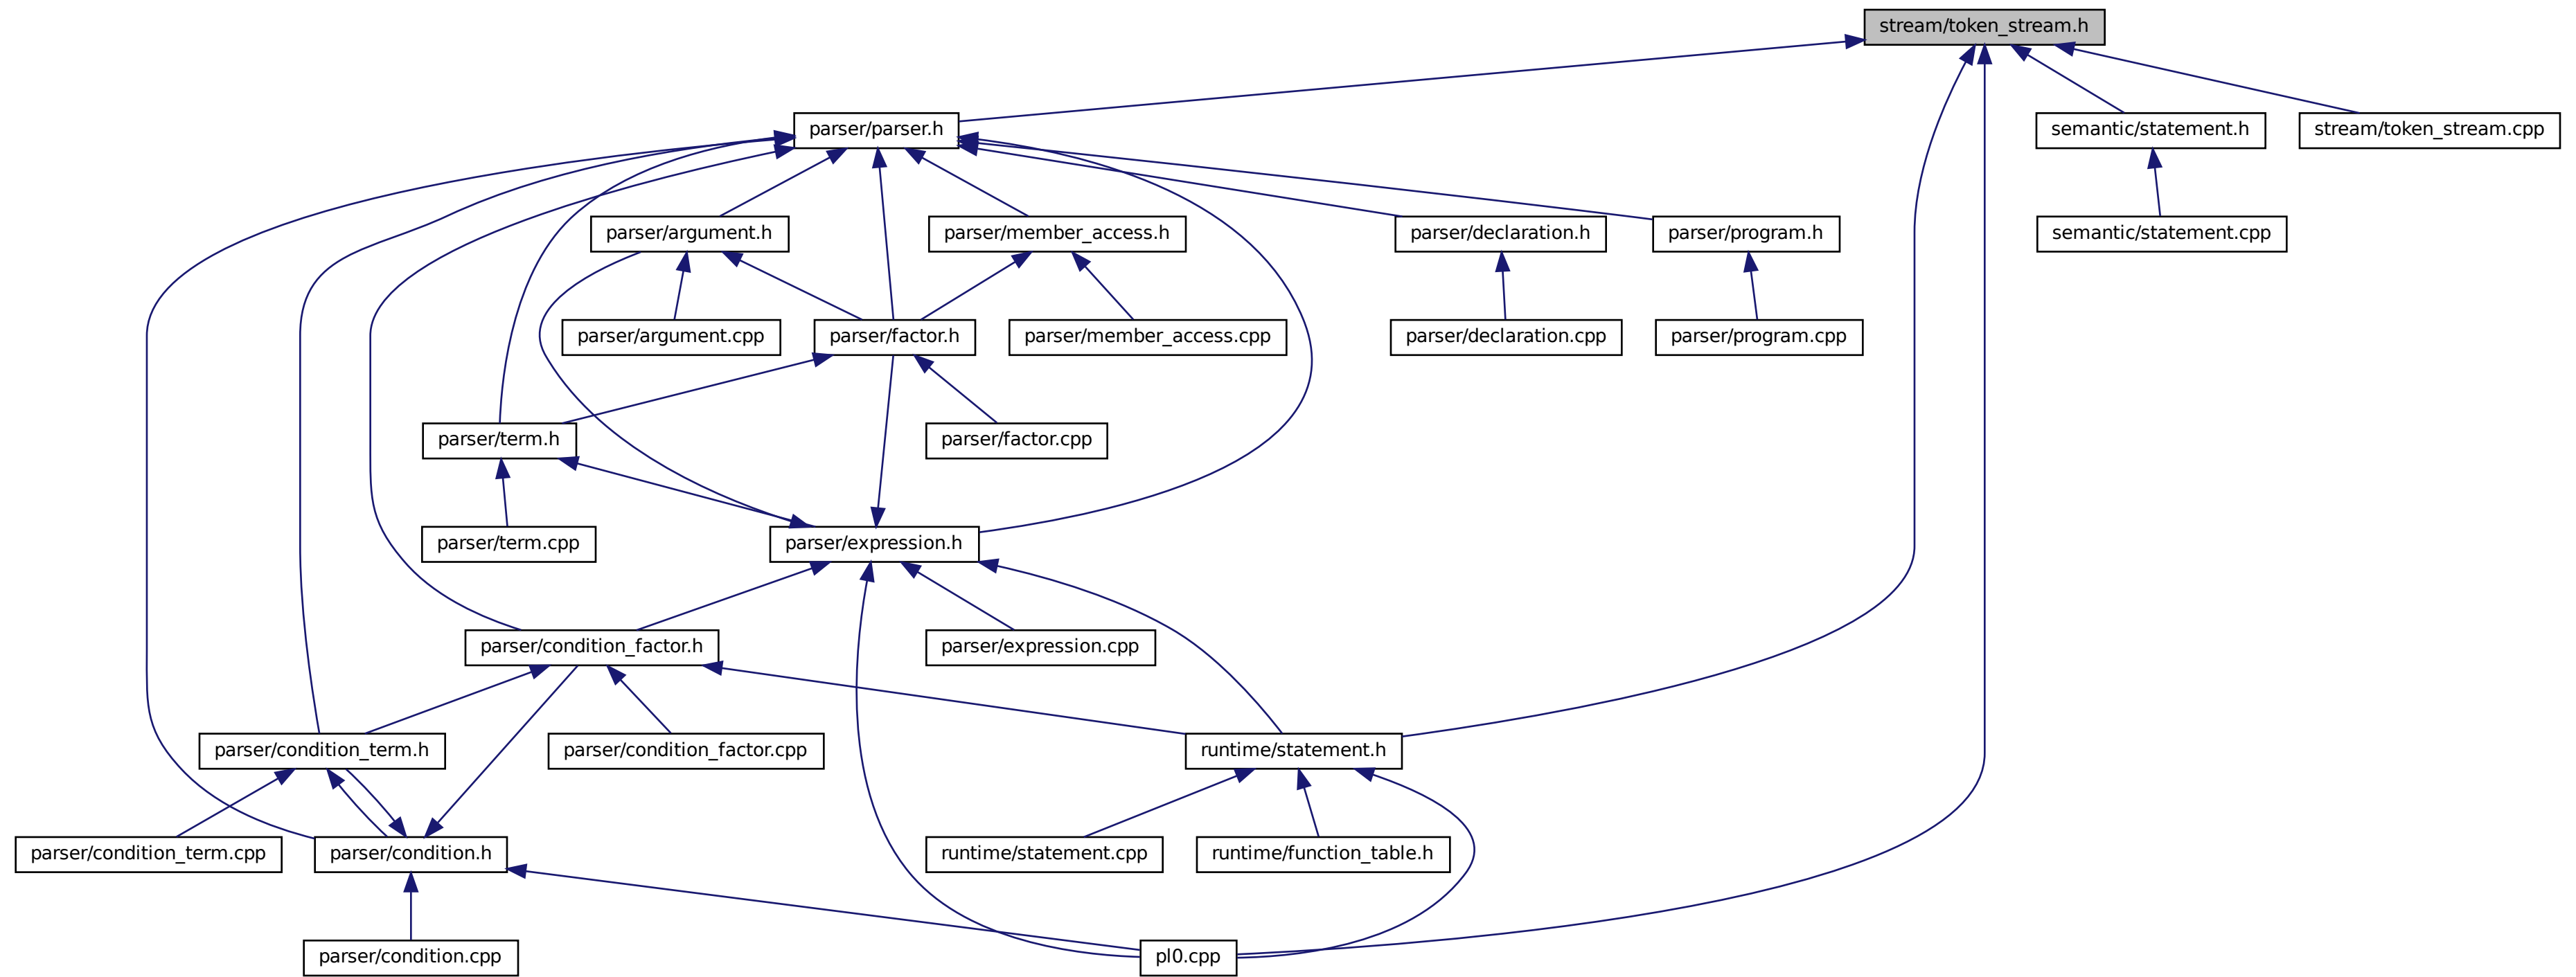 stream/token_stream.h
parser/parser.h
semantic/statement.h
stream/token_stream.cpp
parser/argument.h
parser/member_access.h
parser/declaration.h
parser/program.h
semantic/statement.cpp
parser/argument.cpp
parser/factor.h
parser/member_access.cpp
parser/declaration.cpp
parser/program.cpp
parser/term.h
parser/factor.cpp
parser/term.cpp
parser/expression.h
parser/condition_factor.h
parser/expression.cpp
parser/condition_term.h
parser/condition_factor.cpp
runtime/statement.h
parser/condition_term.cpp
parser/condition.h
runtime/statement.cpp
runtime/function_table.h
parser/condition.cpp
pl0.cpp